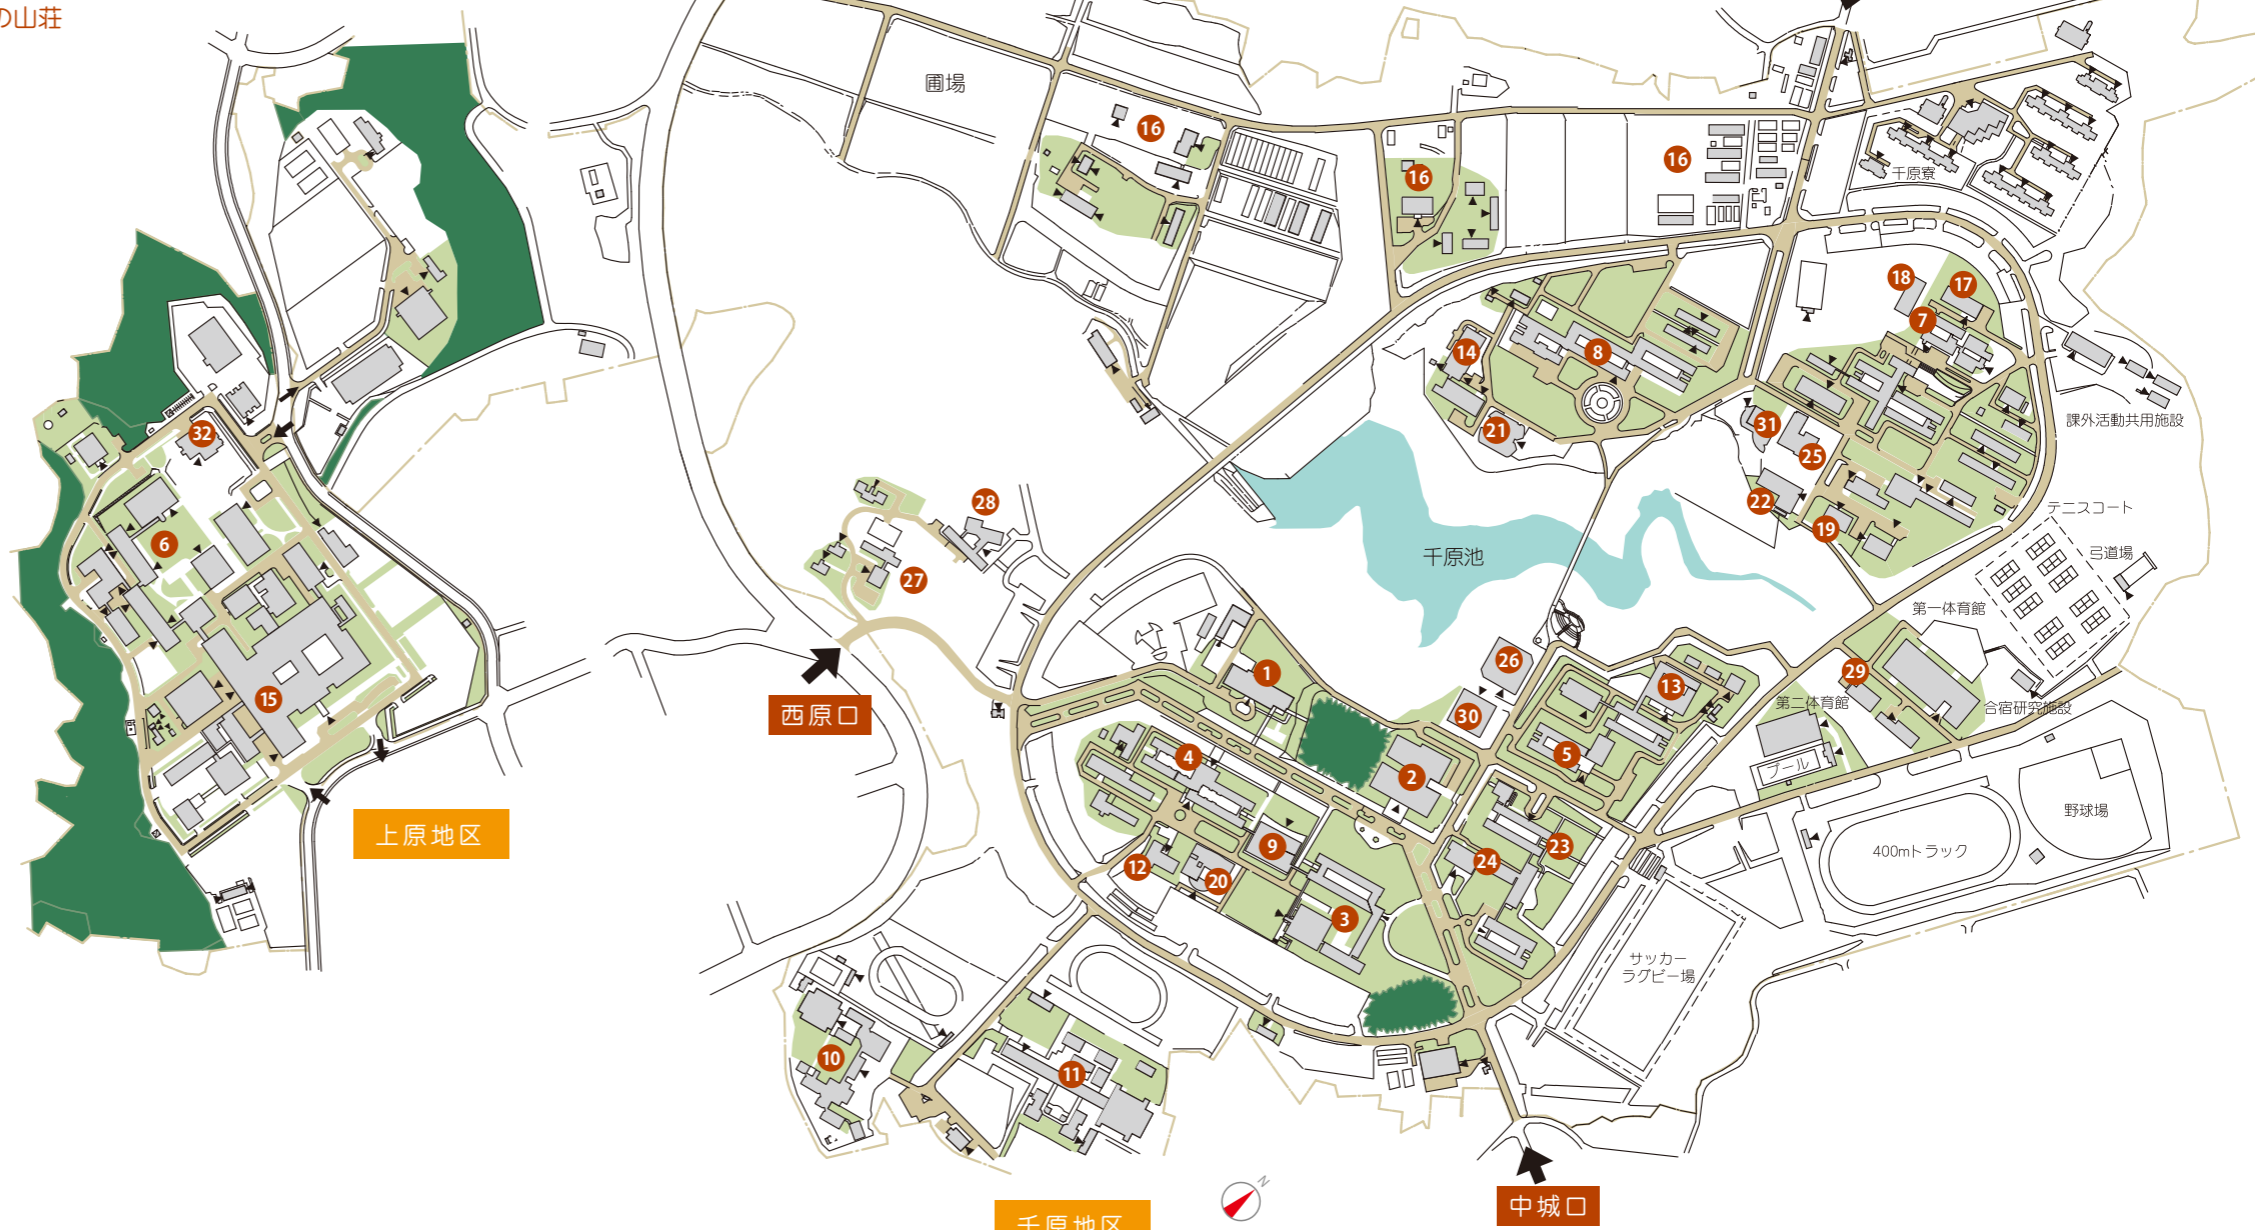 の山荘
圃場
16
16
16
千原寮
18
17
7
14
8
21
31
25
22
19
課外活動共用施設
テニスコート
弓道場
32
6
15
28
27
千原池
第一体育館
西原口
1
26
30
13
29
第二体育館
合宿研究施設
プール
4
2
5
9
23
24
12
20
3
400mトラック
野球場
上原地区
サッカー
ラグビー場
10
11
N
千原地区
中城口